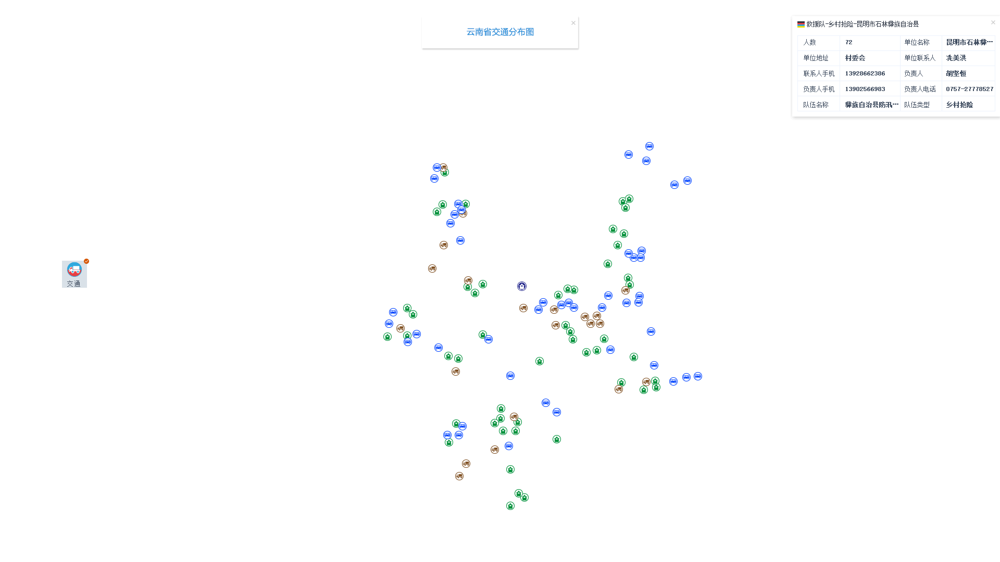 云南省交通分布图
救援队-乡村抢险-昆明市石林彝族自治县
人数 72 单位名称 昆明市石林彝…
单位地址 村委会 单位联系人 冼美洪
联系人手机 13928662386 负责人 胡坚恒
负责人手机 13902566983 负责人电话 0757-27778527
队伍名称 彝族自治县防汛… 队伍类型 乡村抢险
交通